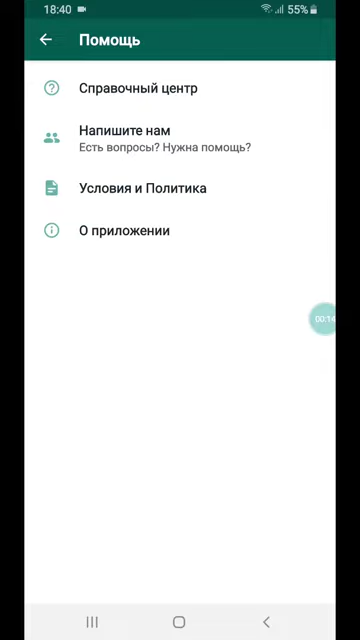 18:40 55%
Помощь
Справочный центр
Напишите нам
Есть вопросы? Нужна помощь?
Условия и Политика
О приложении
00:14